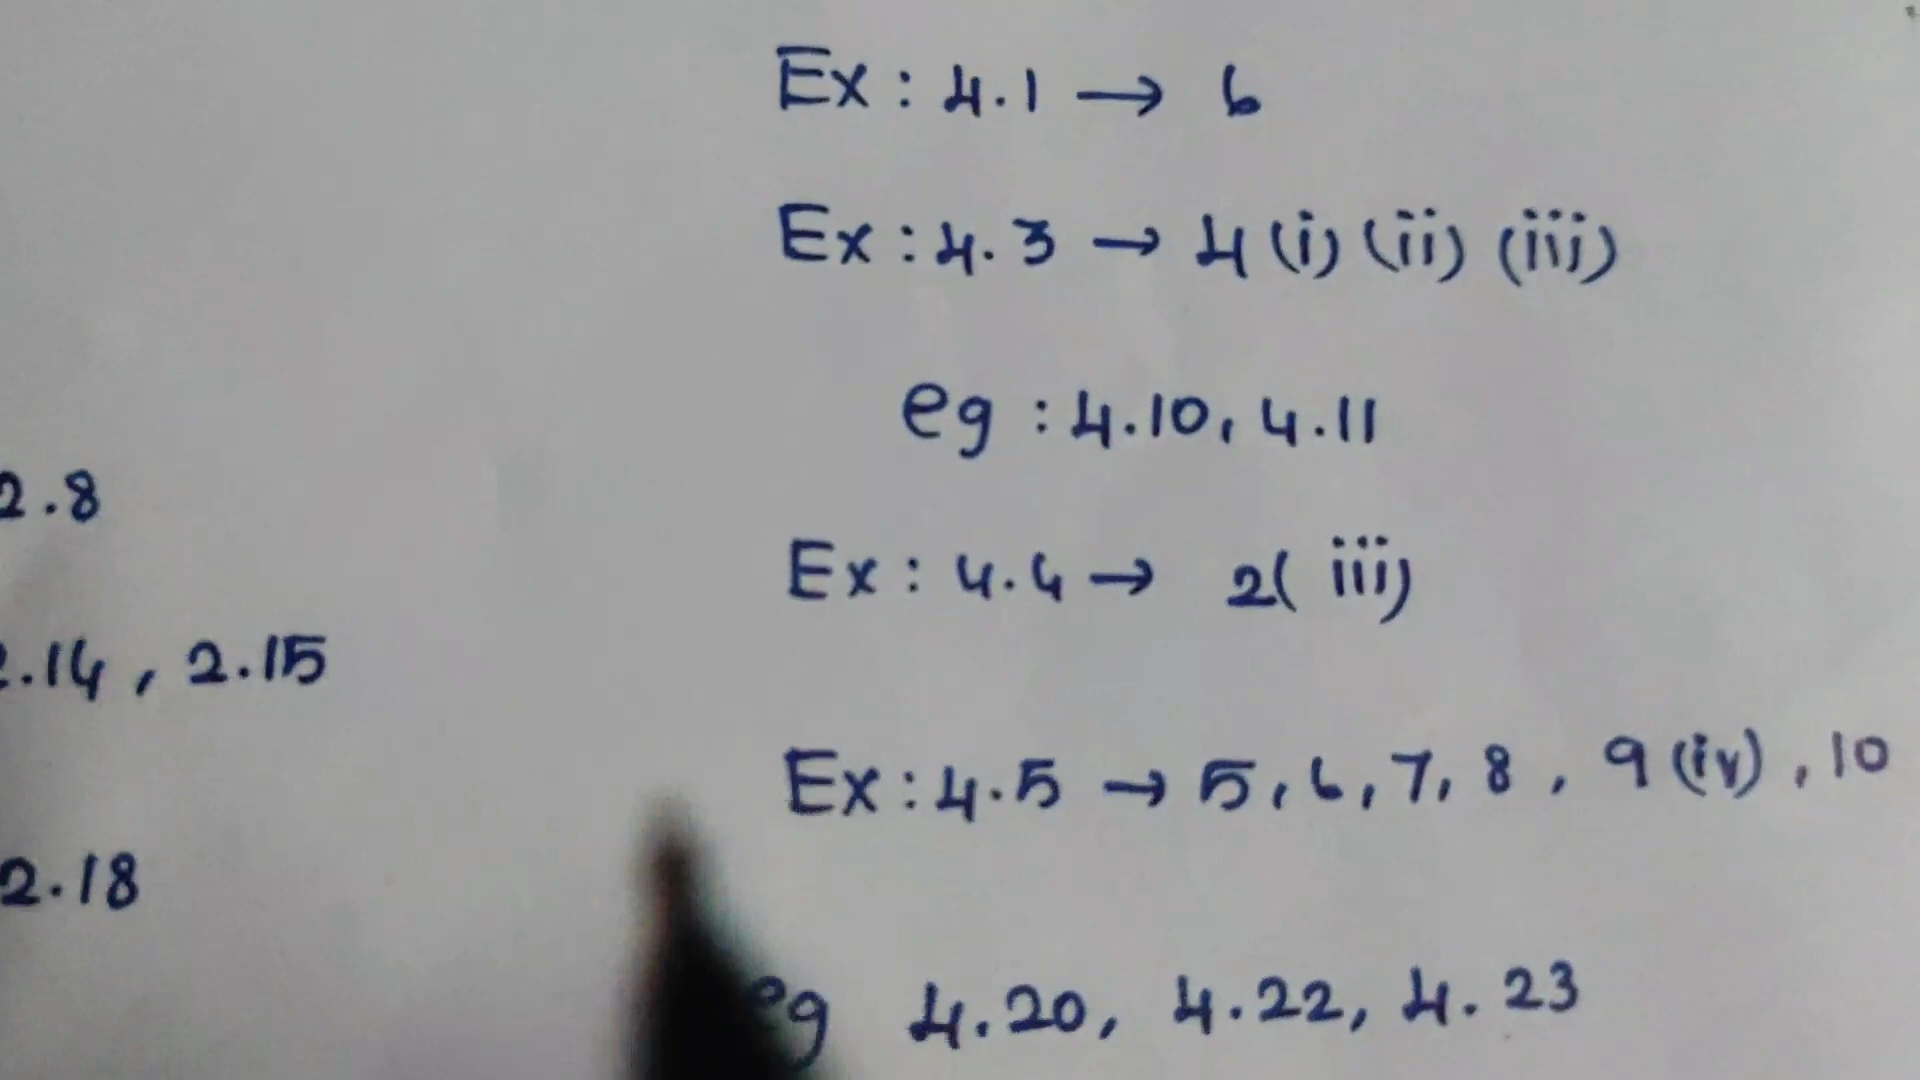 Ex : 4.1 → 6
Ex : 4.3 → 4 (i) (ii) (iii)
eg : 4.10, 4.11
2.8
Ex : 4.4 → 2( iii)
.14, 2.15
Ex : 4.5 → 5, 6, 7, 8, 9 (iv), 10
2.18
eg 4.20, 4.22, 4.23